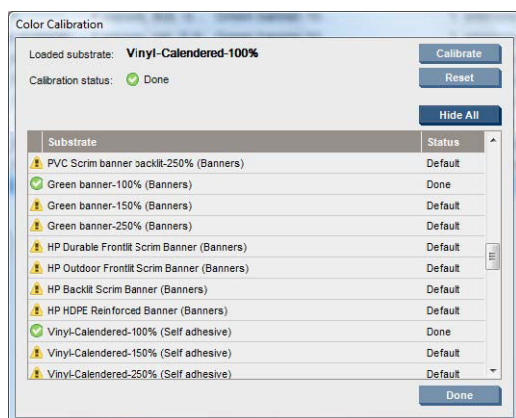 Color Calibration
Loaded substrate: Vinyl-Calendered-100% Calibrate
Calibration status: Done Reset
Hide All
Substrate Status
PVC Scrim banner backlit-250% (Banners) Default
Green banner-100% (Banners) Done
Green banner-150% (Banners) Default
Green banner-250% (Banners) Default
HP Durable Frontlit Scrim Banner (Banners) Default
HP Outdoor Frontlit Scrim Banner (Banners) Default
HP Backlit Scrim Banner (Banners) Default
HP HDPE Reinforced Banner (Banners) Default
Vinyl-Calendered-100% (Self adhesive) Done
Vinyl-Calendered-150% (Self adhesive) Default
Vinyl-Calendered-250% (Self adhesive) Default
Done